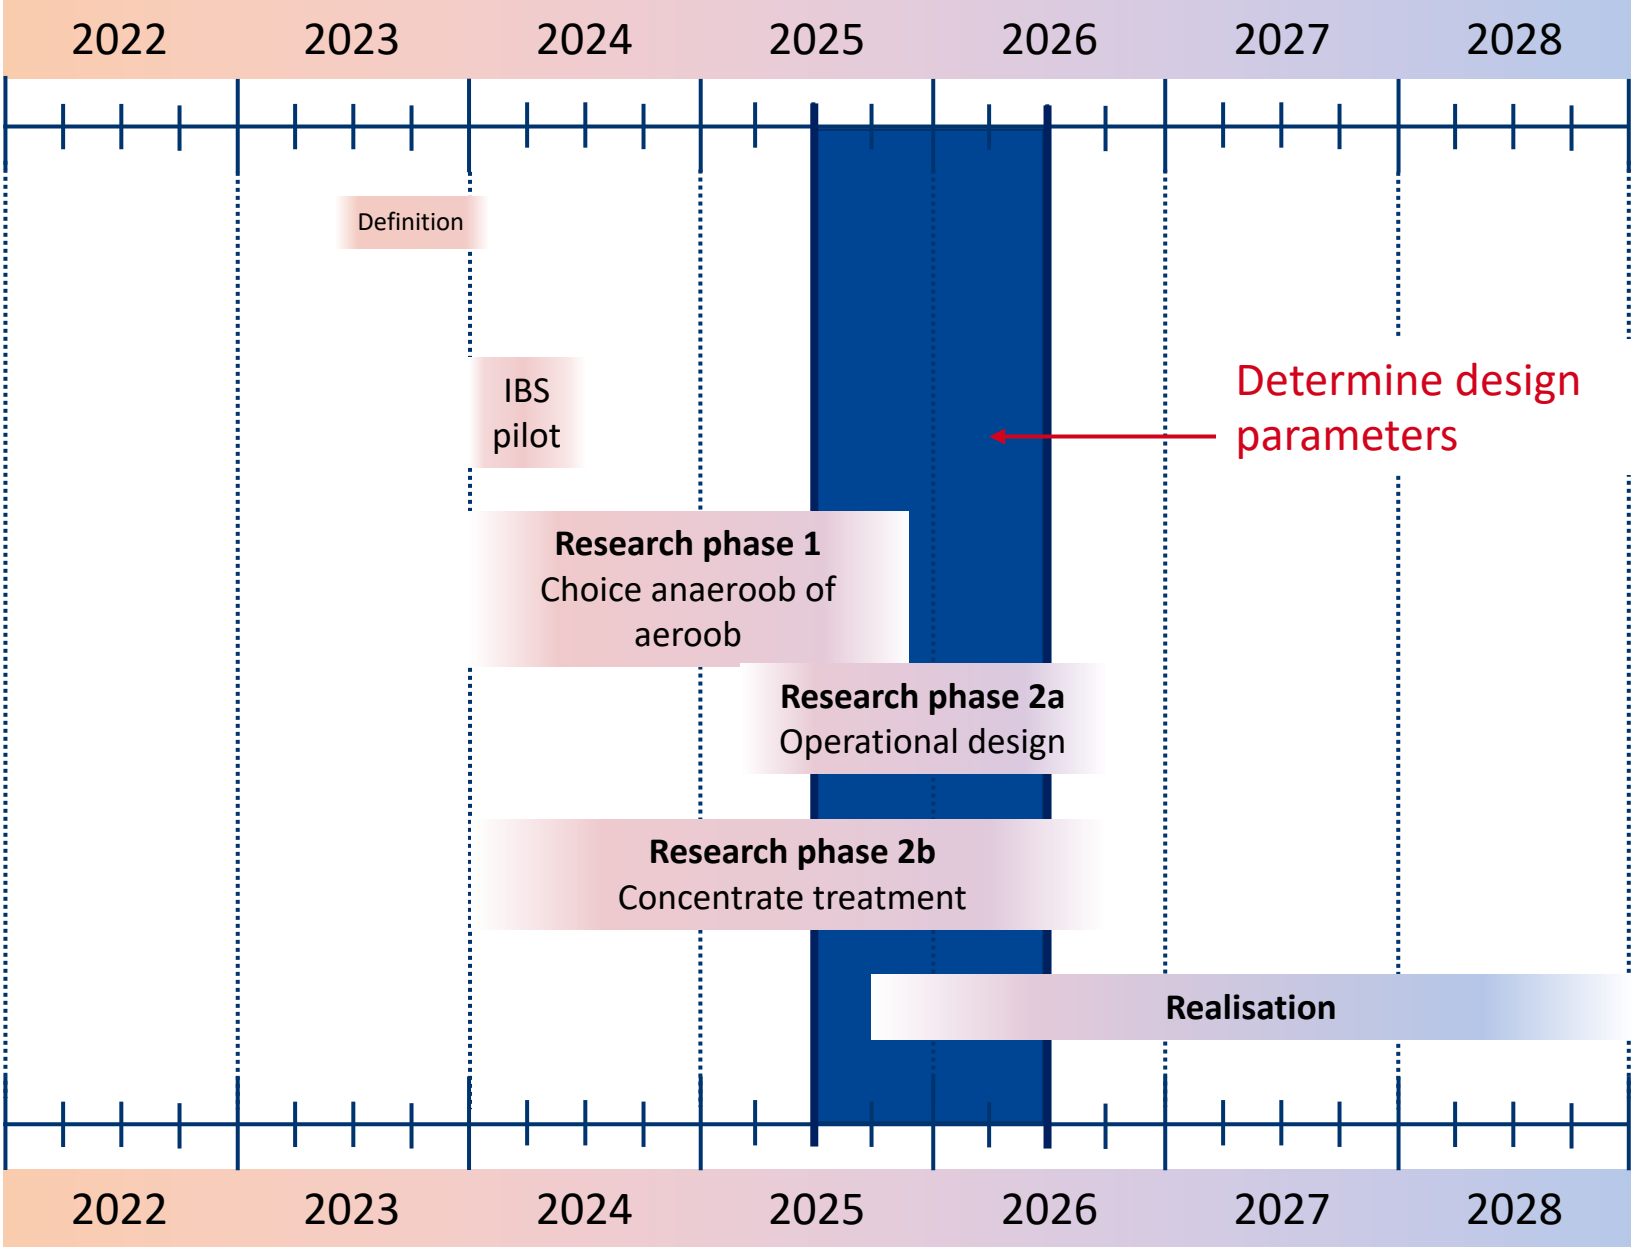 2022 2023 2024 2025 2026 2027 2028
Definition
IBS
pilot
Determine design
parameters
Research phase 1
Choice anaeroob of
aeroob
Research phase 2a
Operational design
Research phase 2b
Concentrate treatment
Realisation
2022 2023 2024 2025 2026 2027 2028